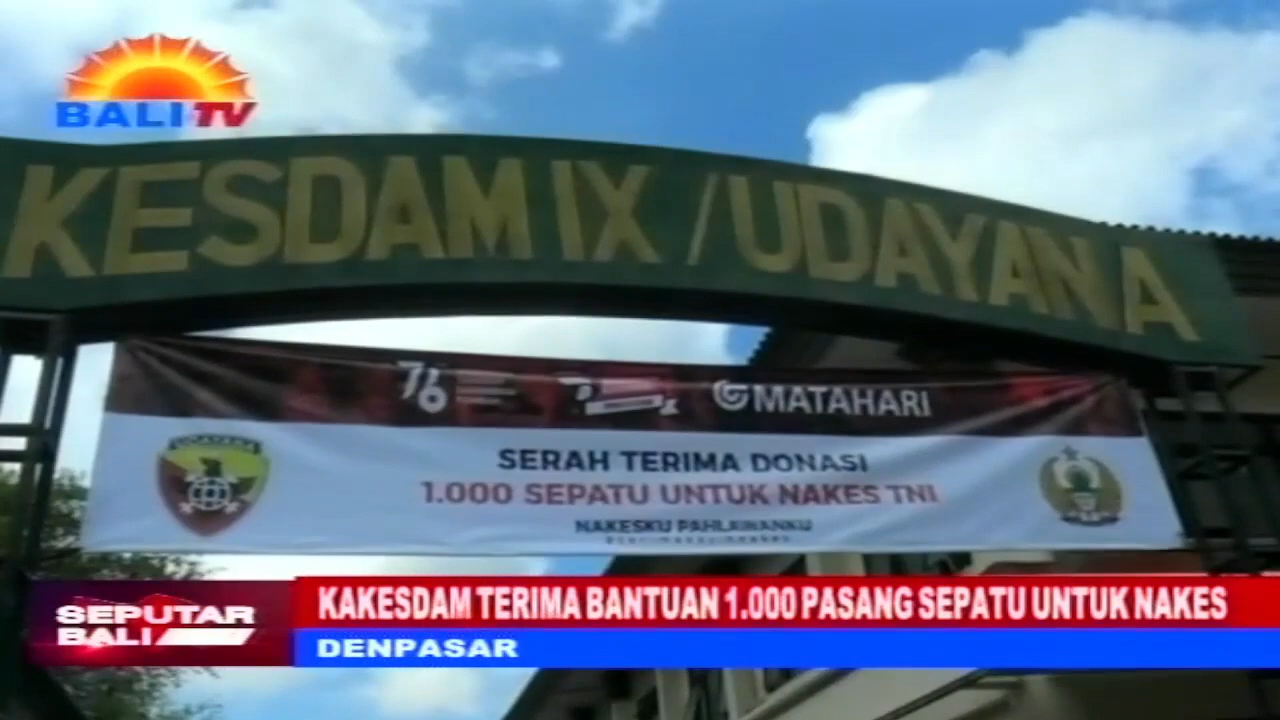 BALI TV
KESDAM IX / UDAYANA
76
MATAHARI
UDAYANA
SERAH TERIMA DONASI
1.000 SEPATU UNTUK NAKES TNI
NAKESKU PAHLAWANKU
SEPUTAR
BALI
KAKESDAM TERIMA BANTUAN 1.000 PASANG SEPATU UNTUK NAKES
DENPASAR